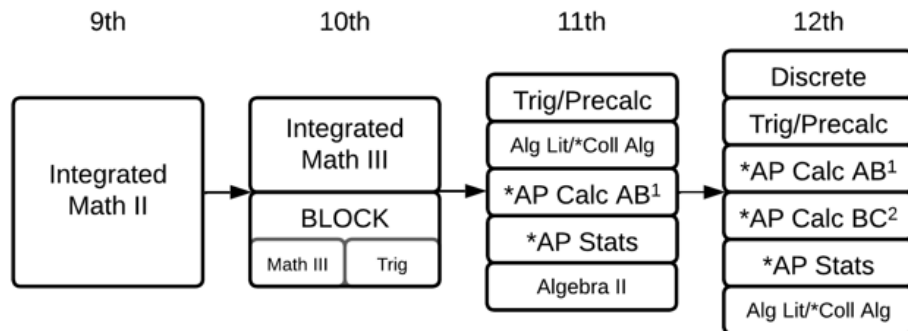 9th
10th
11th
12th
Integrated
Math II
Integrated
Math III
BLOCK
Math III
Trig
Trig/Precalc
Alg Lit/*Coll Alg
*AP Calc AB¹
*AP Stats
Algebra II
Discrete
Trig/Precalc
*AP Calc AB¹
*AP Calc BC²
*AP Stats
Alg Lit/*Coll Alg